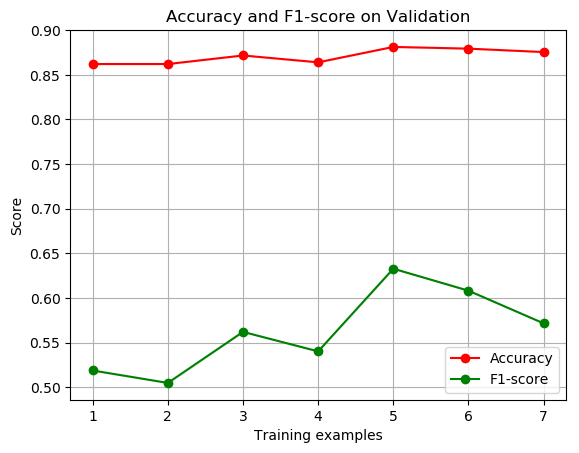 Accuracy and F1-score on Validation
0.90
0.85
0.80
0.75
0.70
0.65
0.60
0.55
0.50
Score
1 2 3 4 5 6 7
Training examples
Accuracy
F1-score